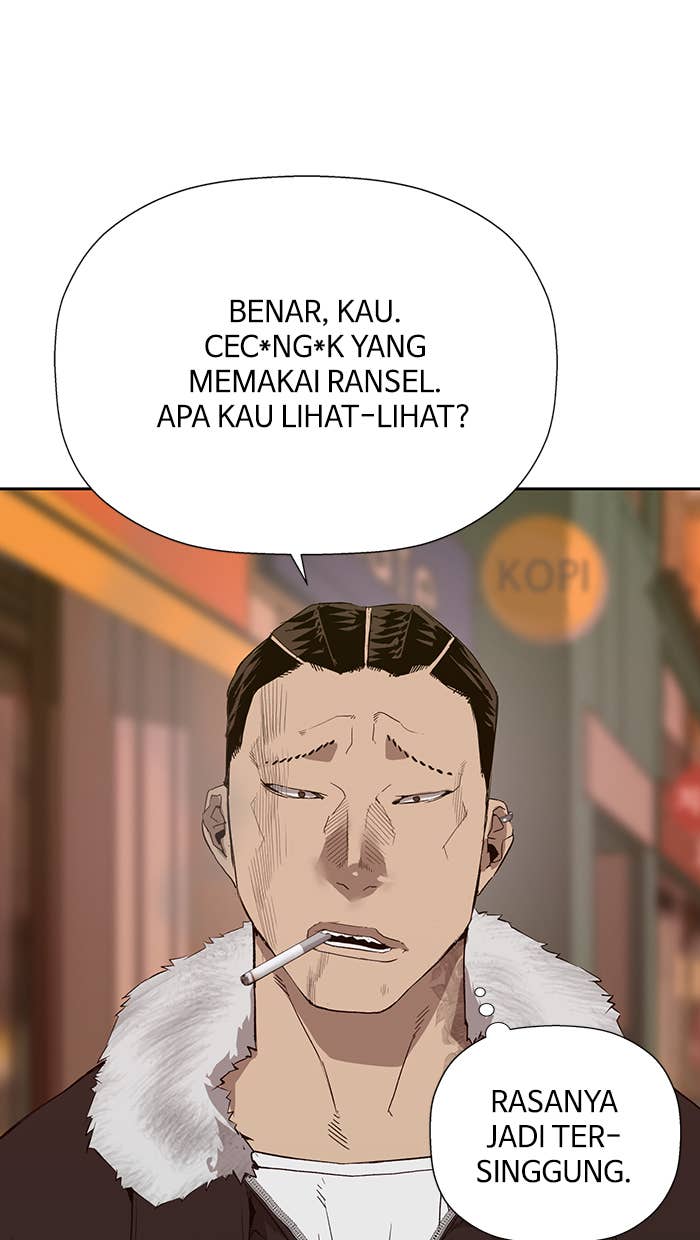 BENAR, KAU.
CEC*NG*K YANG
MEMAKAI RANSEL.
APA KAU LIHAT-LIHAT?
KOPI
RASANYA
JADI TER-
SINGGUNG.